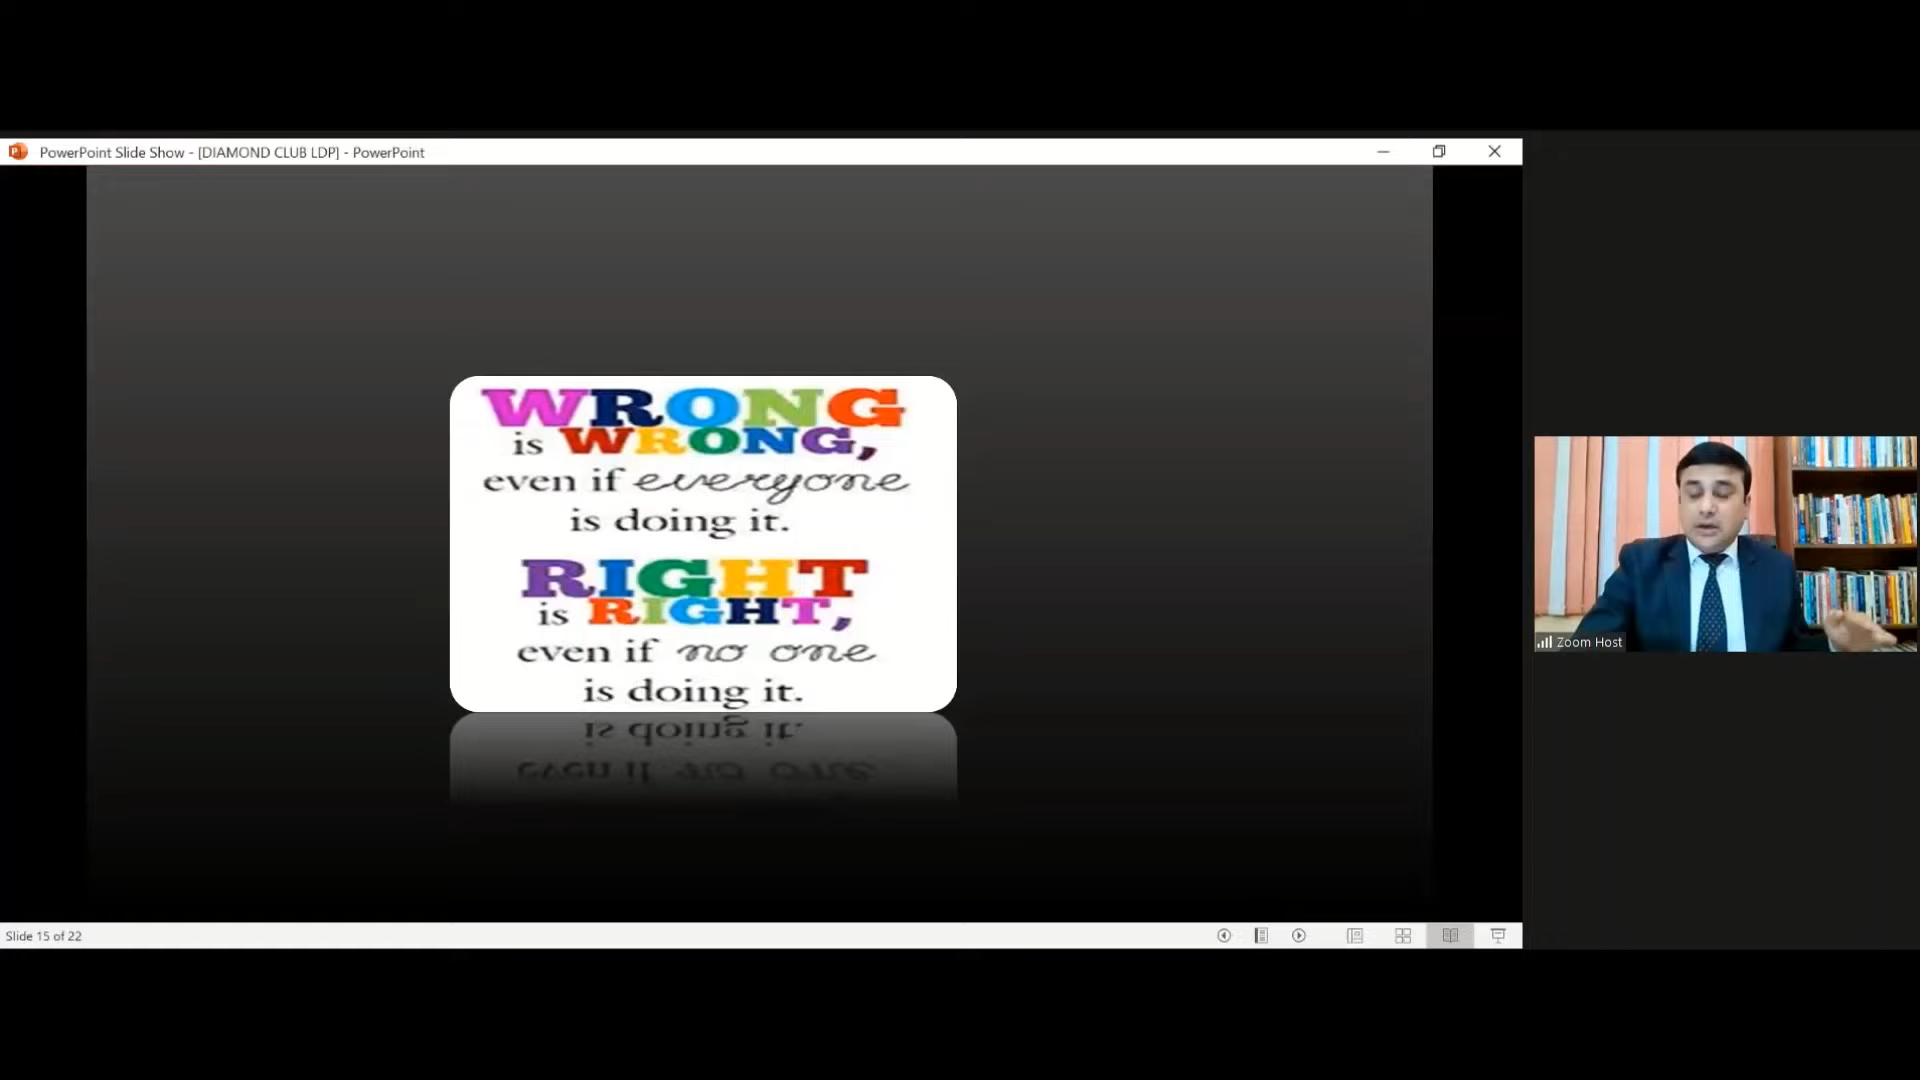 PowerPoint Slide Show - [DIAMOND CLUB LDP] - PowerPoint
WRONG
is WRONG,
even if everyone
is doing it.
RIGHT
is RIGHT,
even if no one
is doing it.
Zoom Host
Slide 15 of 22